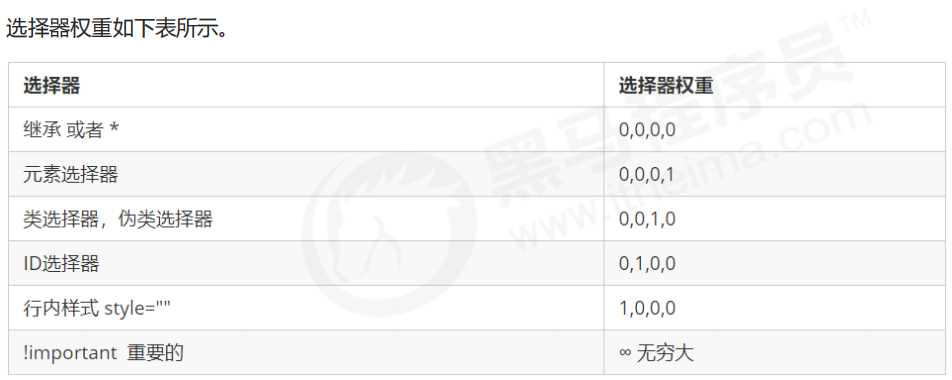 选择器权重如下表所示。
选择器 选择器权重
继承 或者 * 0,0,0,0
元素选择器 0,0,0,1
类选择器，伪类选择器 0,0,1,0
ID选择器 0,1,0,0
行内样式 style="" 1,0,0,0
!important 重要的 ∞ 无穷大
黑马程序员™
www.itheima.com